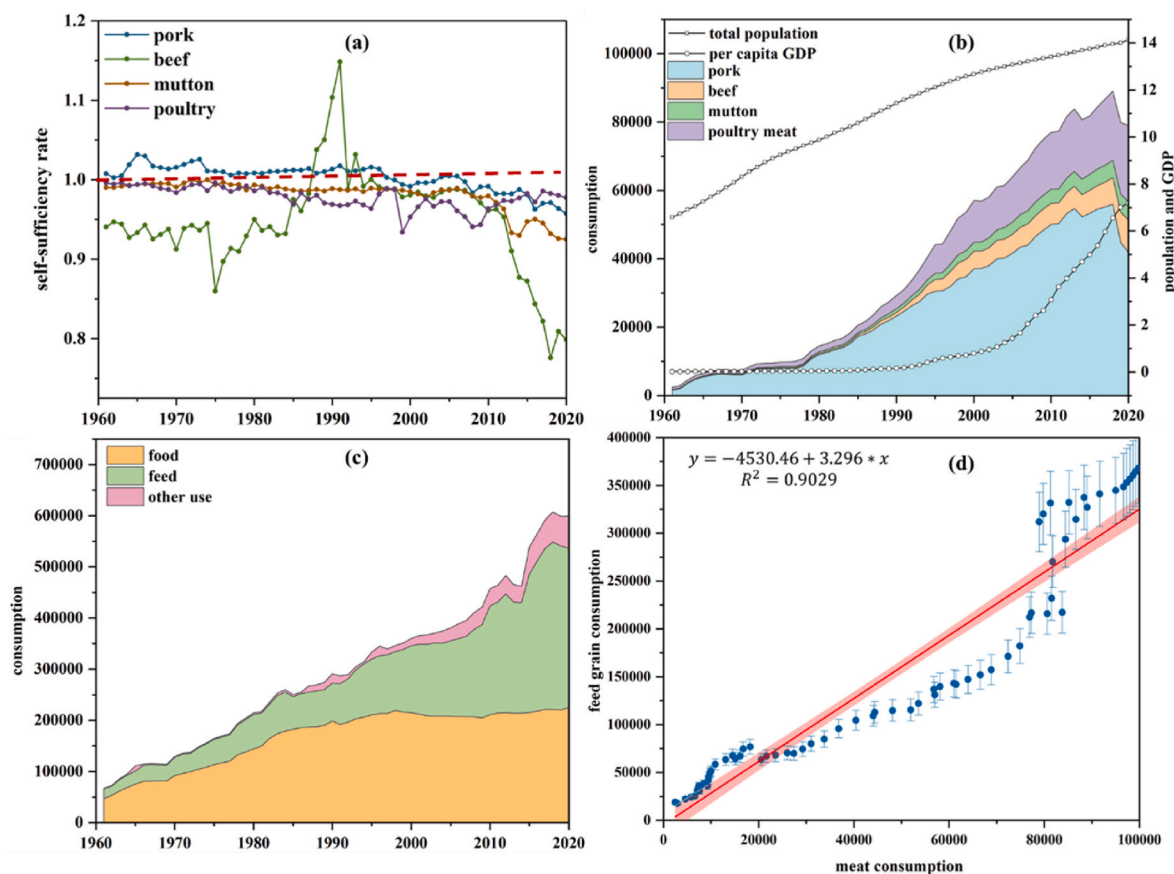 1.2
1.1
1.0
0.9
0.8
self-sufficiency rate
(a)
pork
beef
mutton
poultry
1960 1970 1980 1990 2000 2010 2020
100000
80000
60000
40000
20000
0
consumption
(b)
total population
per capita GDP
pork
beef
mutton
poultry meat
14
12
10
8
6
4
2
0
population and GDP
1960 1970 1980 1990 2000 2010 2020
700000
600000
500000
400000
300000
200000
100000
0
consumption
(c)
food
feed
other use
1960 1970 1980 1990 2000 2010 2020
400000
350000
300000
250000
200000
150000
100000
50000
0
feed grain consumption
y = −4530.46 + 3.296 * x
R² = 0.9029
(d)
0 20000 40000 60000 80000 100000
meat consumption